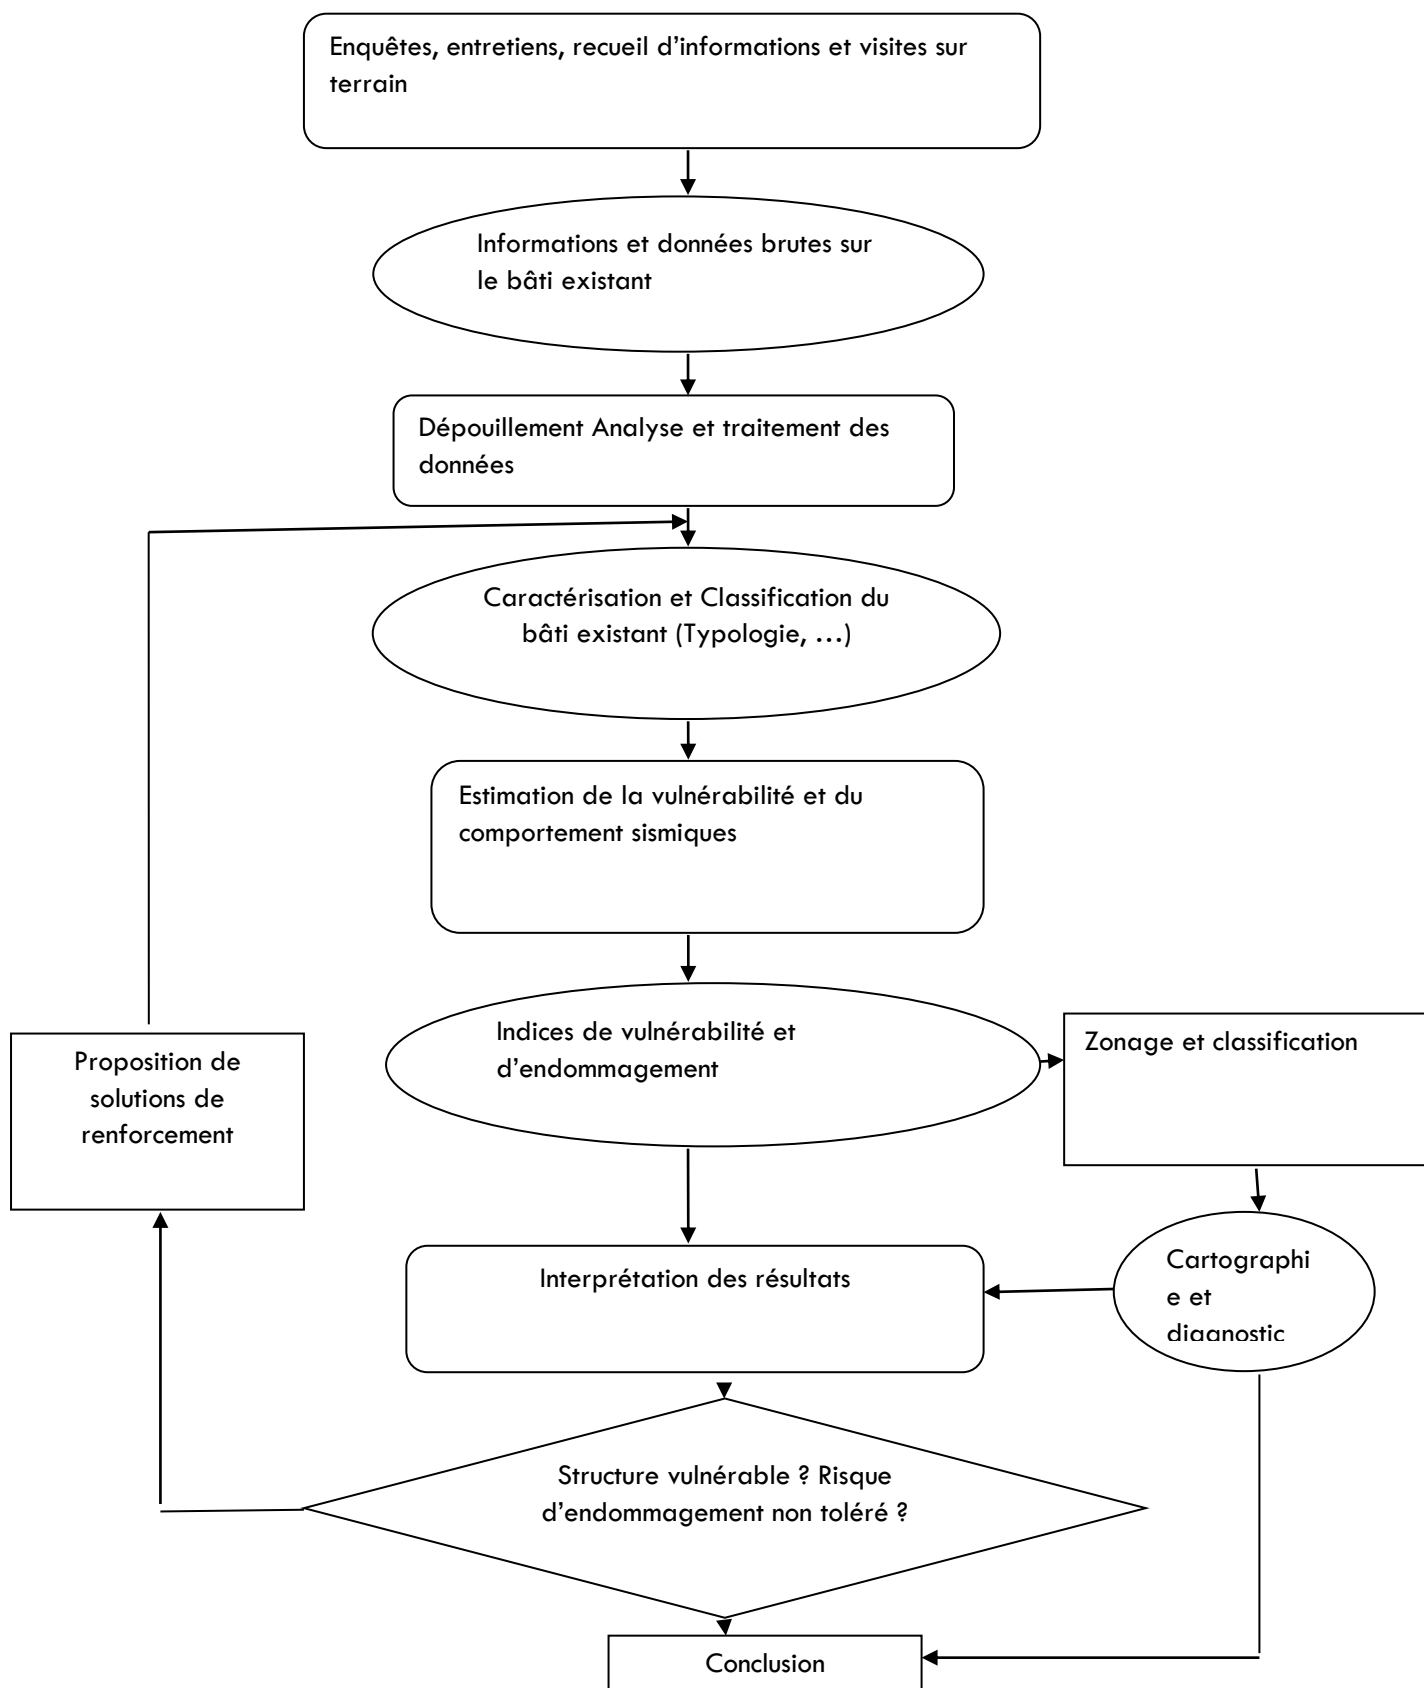 Enquêtes, entretiens, recueil d’informations et visites sur
terrain
Informations et données brutes sur
le bâti existant
Dépouillement Analyse et traitement des
données
Caractérisation et Classification du
bâti existant (Typologie, …)
Estimation de la vulnérabilité et du
comportement sismiques
Indices de vulnérabilité et
d’endommagement
Zonage et classification
Proposition de
solutions de
renforcement
Interprétation des résultats
Cartographi
e et
diagnostic
Structure vulnérable ? Risque
d’endommagement non toléré ?
Conclusion